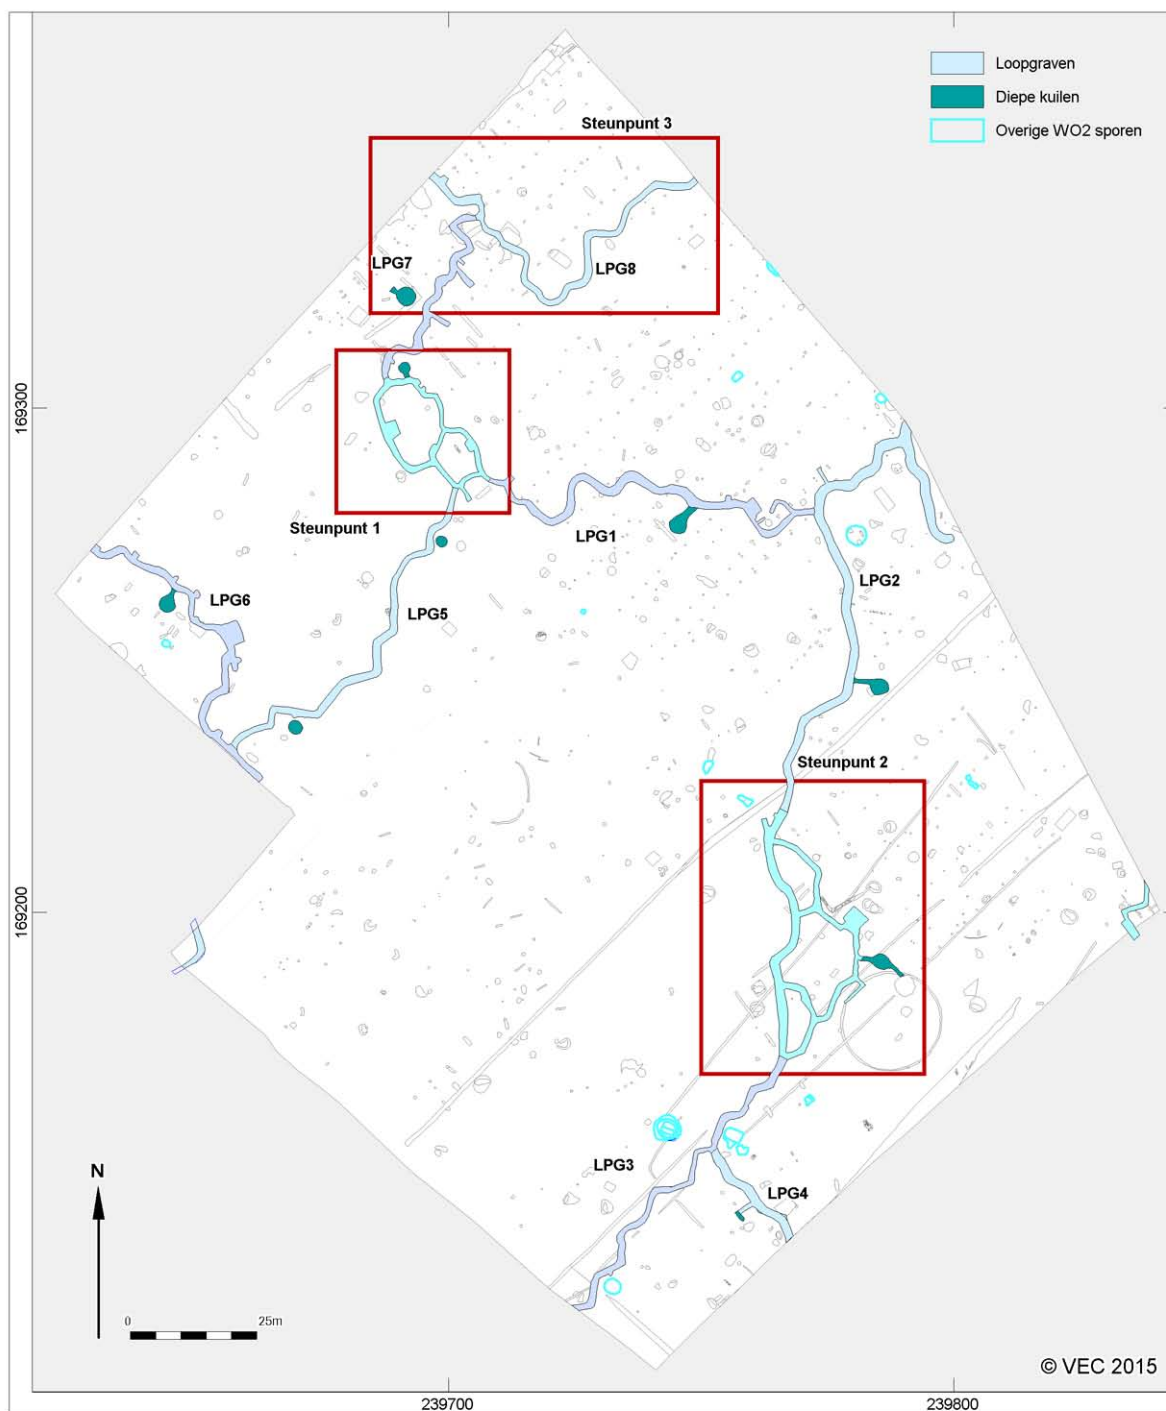 Loopgraven
Diepe kuilen
Overige WO2 sporen
Steunpunt 3
LPG7
LPG8
169300
Steunpunt 1
LPG1
LPG2
LPG6
LPG5
Steunpunt 2
169200
LPG3
LPG4
N
0 25m
© VEC 2015
239700 239800